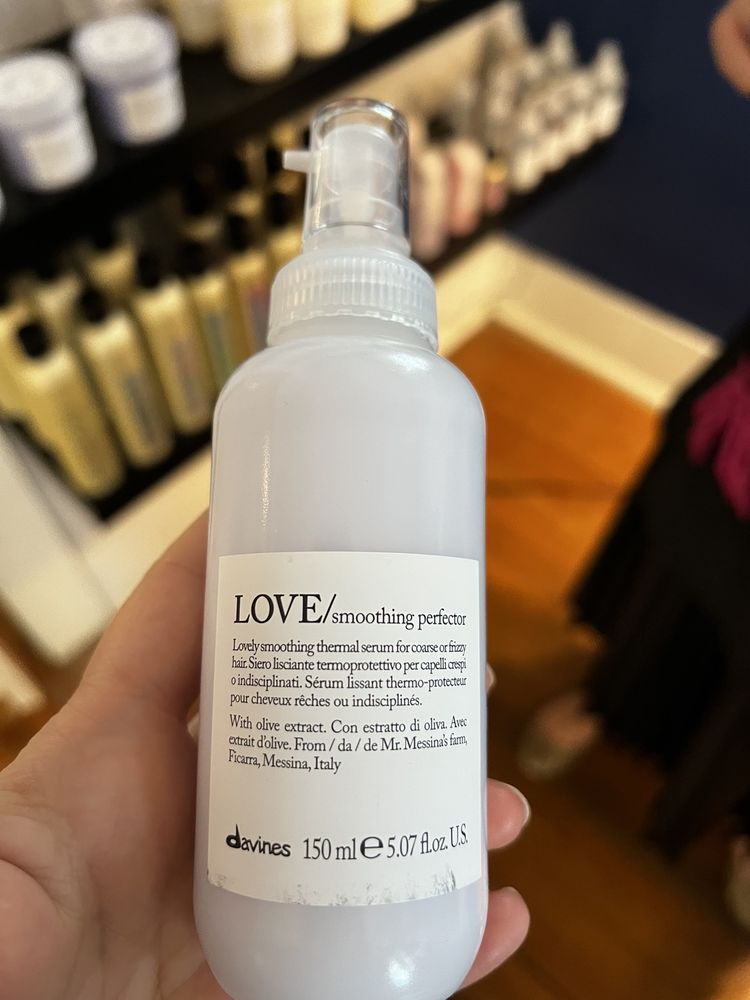 LOVE/smoothing perfector
Lovely smoothing thermal serum for coarse or frizzy
hair. Siero lisciante termoprotettivo per capelli crespi
o indisciplinati. Sérum lissant thermo-protecteur
pour cheveux rêches ou indisciplinés.
With olive extract. Con estratto di oliva. Avec
extrait d'olive. From / da / de Mr. Messina's farm,
Ficarra, Messina, Italy
davines 150 ml e 5.07 fl.oz. U.S.